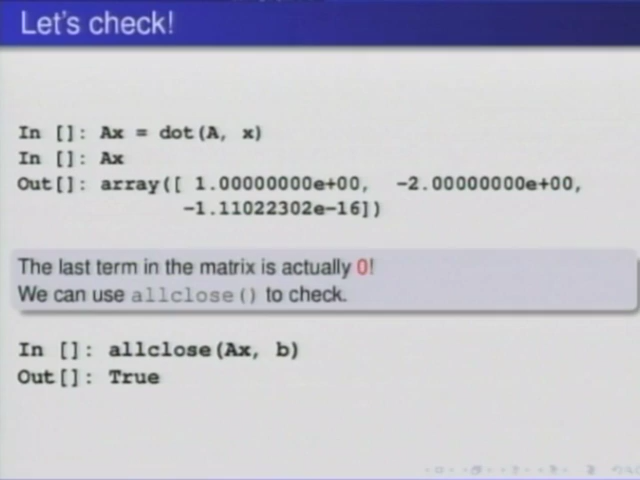 Let's check!
In []: Ax = dot(A, x)
In []: Ax
Out[]: array([ 1.00000000e+00, -2.00000000e+00,
-1.11022302e-16])
The last term in the matrix is actually 0!
We can use allclose() to check.
In []: allclose(Ax, b)
Out[]: True